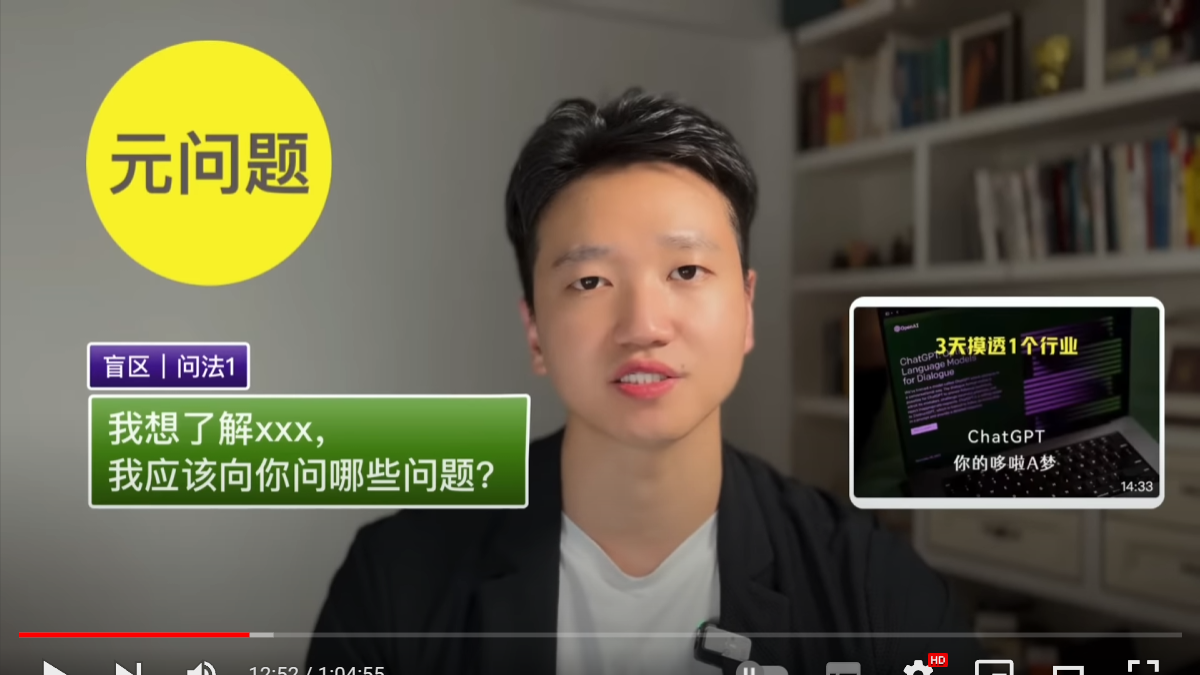 元问题
盲区｜问法1
我想了解xxx，
我应该向你问哪些问题？
OpenAI
3天摸透1个行业
Language Models
for Dialogue
ChatGPT
你的哆啦A梦
14:33
12:52 / 1:04:55
HD